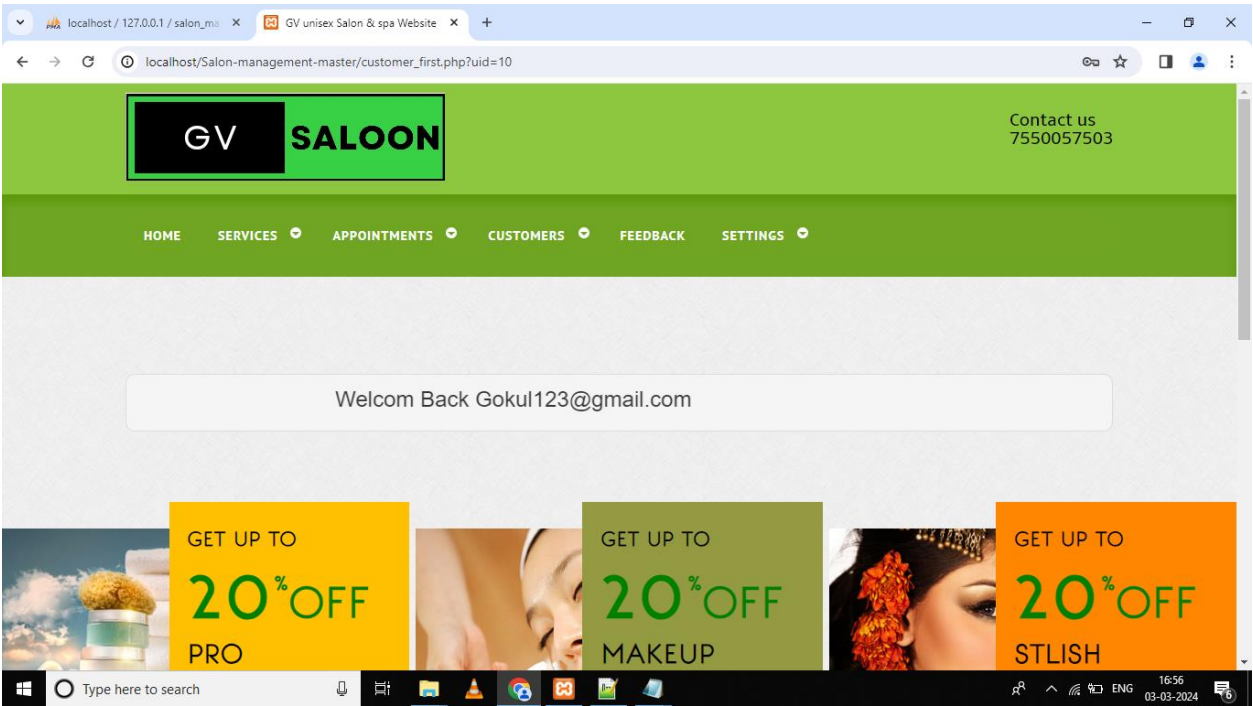 localhost / 127.0.0.1 / salon_ma
GV unisex Salon & spa Website
localhost/Salon-management-master/customer_first.php?uid=10
GV SALOON
Contact us
7550057503
HOME SERVICES APPOINTMENTS CUSTOMERS FEEDBACK SETTINGS
Welcom Back Gokul123@gmail.com
GET UP TO
20%OFF
PRO
GET UP TO
20%OFF
MAKEUP
GET UP TO
20%OFF
STLISH
Type here to search
ENG
16:56
03-03-2024
6